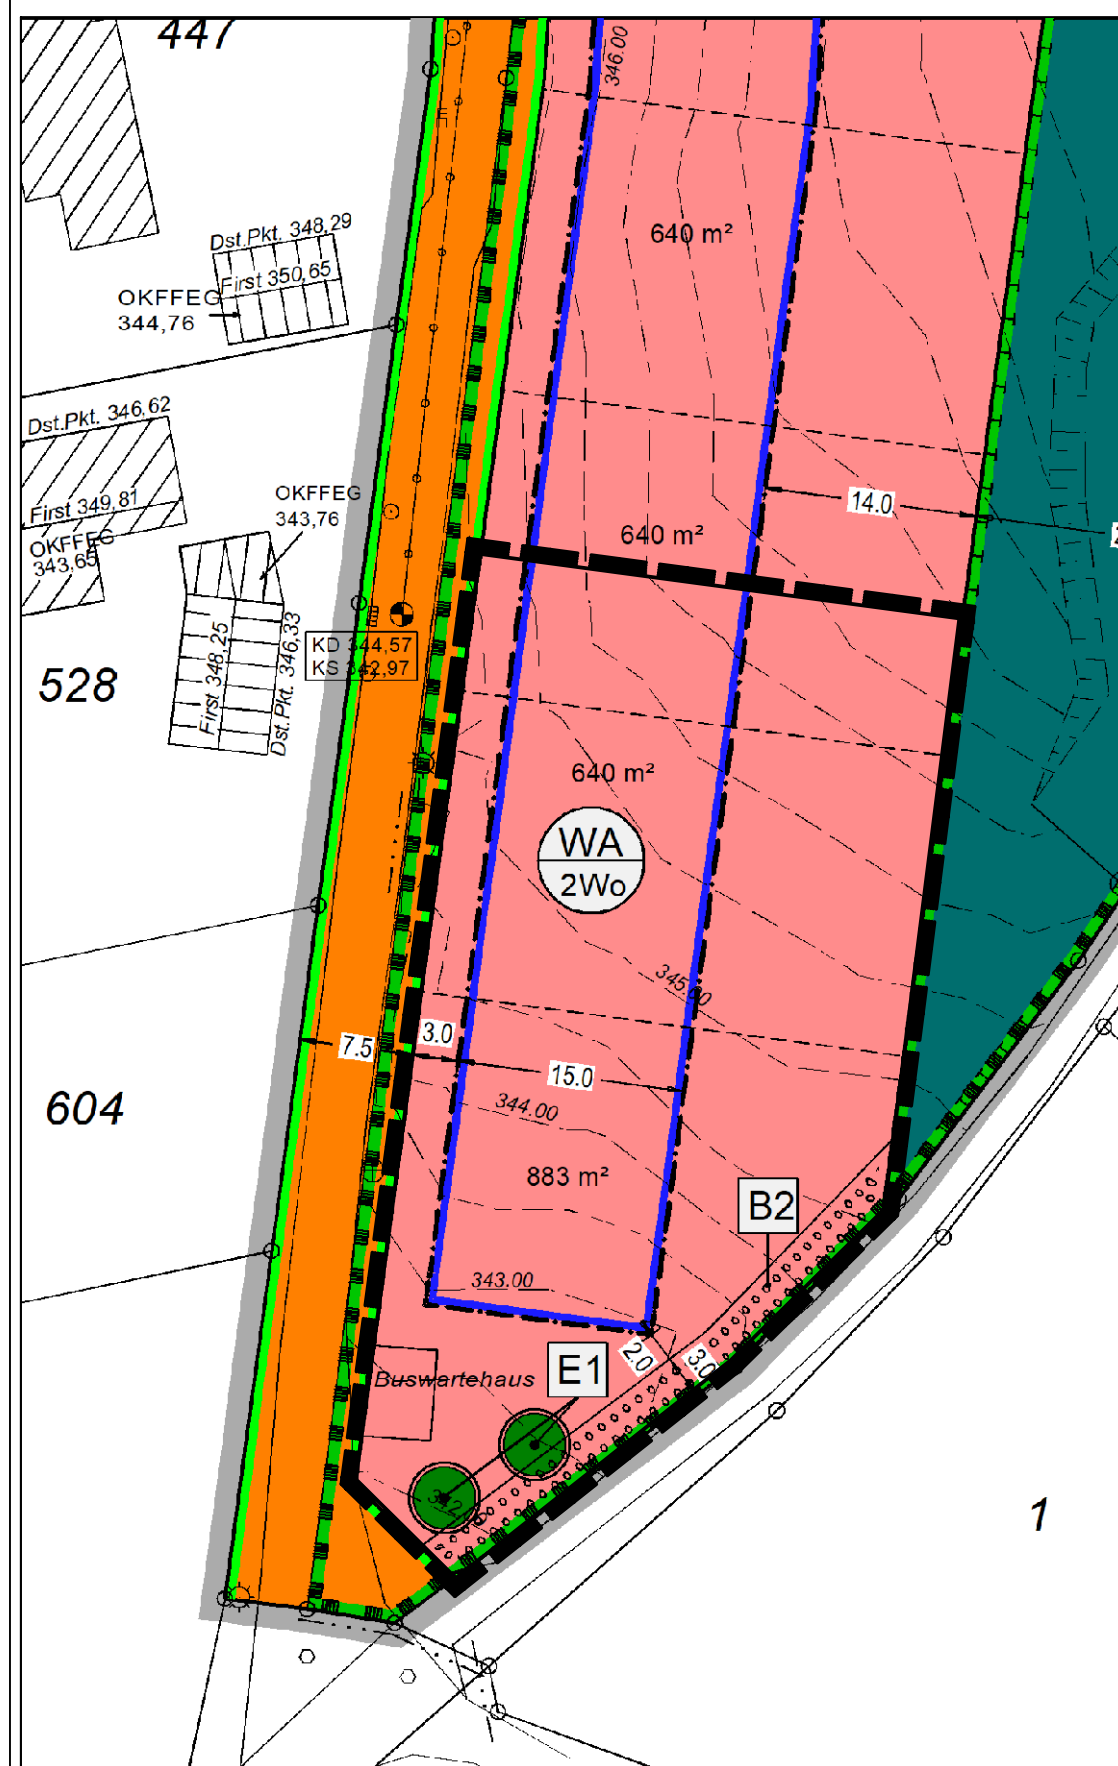 447
346.00
Dst.Pkt. 348,29
640 m²
First 350,65
OKFFEG
344,76
Dst.Pkt. 346,62
First 349,81
OKFFEG
343,76
14.0
640 m²
OKFFEG
343,65
KD 344,57
KS 342,97
First 348,25
Dst.Pkt. 346,33
528
640 m²
WA
2Wo
345.00
7.5
3.0
15.0
604
344.00
883 m²
B2
343.00
2.0
3.0
E1
Buswartehaus
1